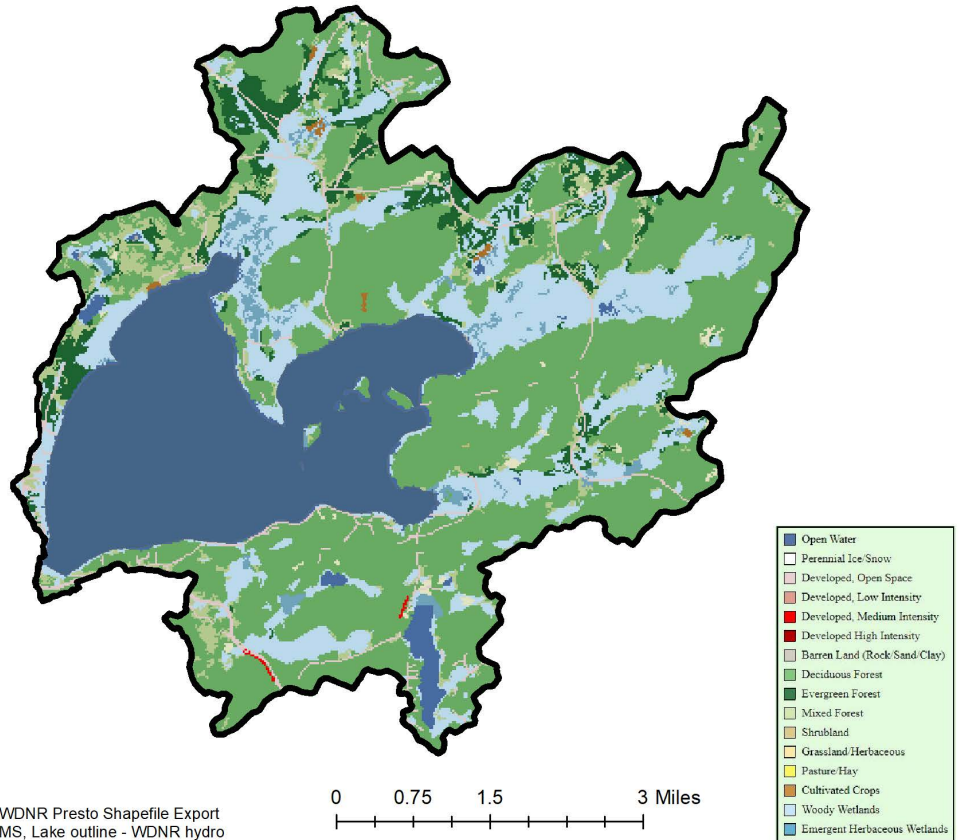 Open Water
Perennial Ice/Snow
Developed, Open Space
Developed, Low Intensity
Developed, Medium Intensity
Developed High Intensity
Barren Land (Rock/Sand/Clay)
Deciduous Forest
Evergreen Forest
Mixed Forest
Shrubland
Grassland/Herbaceous
Pasture/Hay
Cultivated Crops
Woody Wetlands
Emergent Herbaceous Wetlands
WDNR Presto Shapefile Export
MS, Lake outline - WDNR hydro
0 0.75 1.5 3 Miles